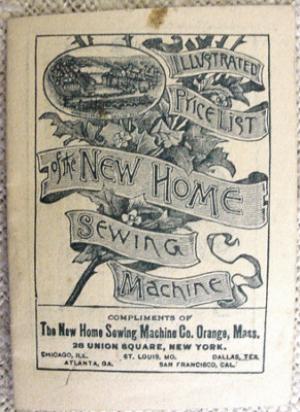 ILLUSTRATED
PRICE LIST
of the NEW HOME
SEWING
MACHINE
COMPLIMENTS OF
The New Home Sewing Machine Co. Orange, Mass.
28 UNION SQUARE, NEW YORK.
CHICAGO, ILL. ST. LOUIS, MO. DALLAS, TEX.
ATLANTA, GA. SAN FRANCISCO, CAL.